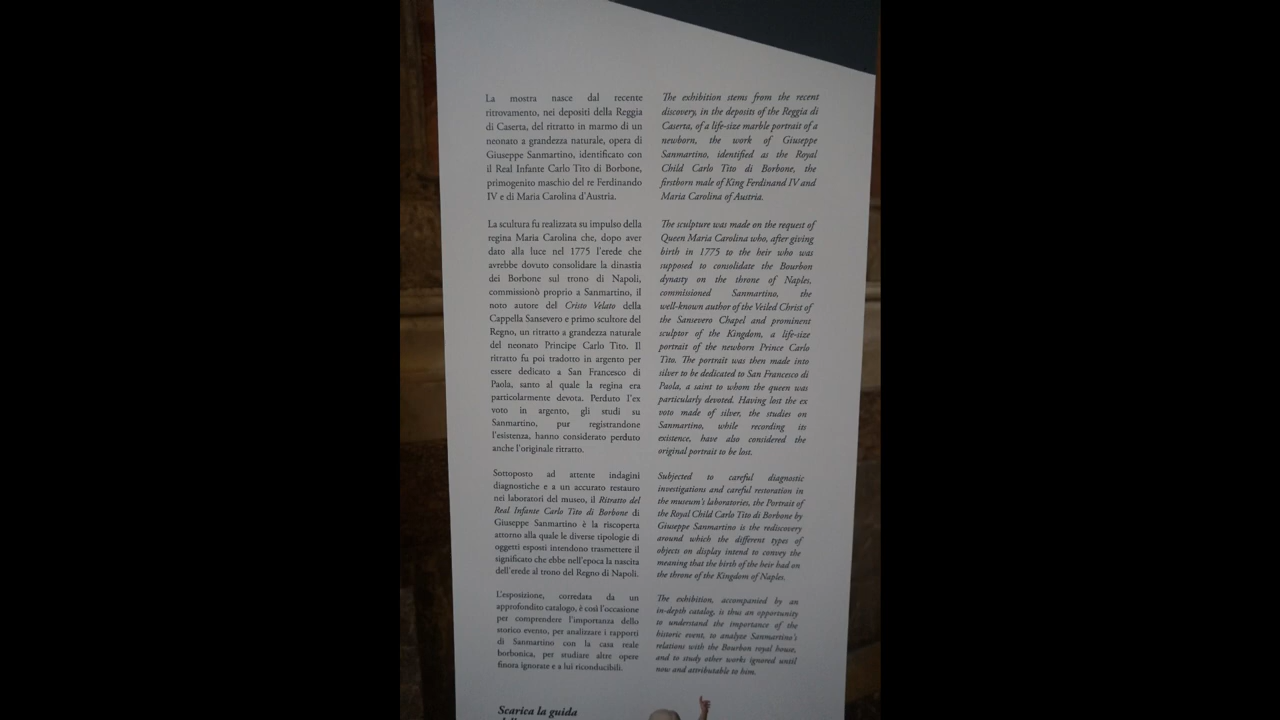 La mostra nasce dal recente
ritrovamento, nei depositi della Reggia
di Caserta, del ritratto in marmo di un
neonato a grandezza naturale, opera di
Giuseppe Sanmartino, identificato con
il Real Infante Carlo Tito di Borbone,
primogenito maschio del re Ferdinando
IV e di Maria Carolina d'Austria.
La scultura fu realizzata su impulso della
regina Maria Carolina che, dopo aver
dato alla luce nel 1775 l'erede che
avrebbe dovuto consolidare la dinastia
dei Borbone sul trono di Napoli,
commissionò proprio a Sanmartino, il
noto autore del Cristo Velato della
Cappella Sansevero e primo scultore del
Regno, un ritratto a grandezza naturale
del neonato Principe Carlo Tito. Il
ritratto fu poi tradotto in argento per
essere dedicato a San Francesco di
Paola, santo al quale la regina era
particolarmente devota. Perduto l'ex
voto in argento, gli studi su
Sanmartino, pur registrandone
l'esistenza, hanno considerato perduto
anche l'originale ritratto.
Sottoposto ad attente indagini
diagnostiche e a un accurato restauro
nei laboratori del museo, il Ritratto del
Real Infante Carlo Tito di Borbone di
Giuseppe Sanmartino è la riscoperta
attorno alla quale le diverse tipologie di
oggetti esposti intendono trasmettere il
significato che ebbe nell'epoca la nascita
dell'erede al trono del Regno di Napoli.
L'esposizione, corredata da un
approfondito catalogo, è così l'occasione
per comprendere l'importanza dello
storico evento, per analizzare i rapporti
di Sanmartino con la casa reale
borbonica, per studiare altre opere
finora ignorate e a lui riconducibili.
Scarica la guida
The exhibition stems from the recent
discovery, in the deposits of the Reggia di
Caserta, of a life-size marble portrait of a
newborn, the work of Giuseppe
Sanmartino, identified as the Royal
Child Carlo Tito di Borbone, the
firstborn male of King Ferdinand IV and
Maria Carolina of Austria.
The sculpture was made on the request of
Queen Maria Carolina who, after giving
birth in 1775 to the heir who was
supposed to consolidate the Bourbon
dynasty on the throne of Naples,
commissioned Sanmartino, the
well-known author of the Veiled Christ of
the Sansevero Chapel and prominent
sculptor of the Kingdom, a life-size
portrait of the newborn Prince Carlo
Tito. The portrait was then made into
silver to be dedicated to San Francesco di
Paola, a saint to whom the queen was
particularly devoted. Having lost the ex
voto made of silver, the studies on
Sanmartino, while recording its
existence, have also considered the
original portrait to be lost.
Subjected to careful diagnostic
investigations and careful restoration in
the museum's laboratories, the Portrait of
the Royal Child Carlo Tito di Borbone by
Giuseppe Sanmartino is the rediscovery
around which the different types of
objects on display intend to convey the
meaning that the birth of the heir had on
the throne of the Kingdom of Naples.
The exhibition, accompanied by an
in-depth catalog, is thus an opportunity
to understand the importance of the
historic event, to analyze Sanmartino's
relations with the Bourbon royal house,
and to study other works ignored until
now and attributable to him.